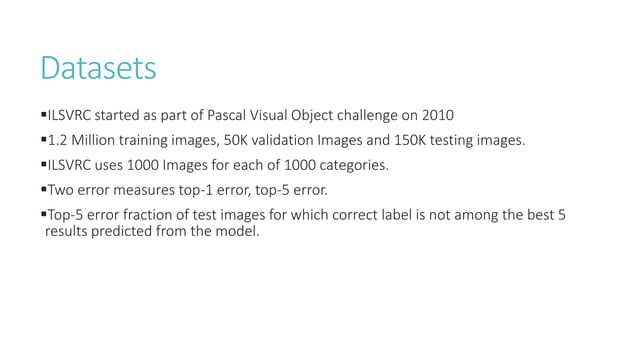 Datasets
▪ILSVRC started as part of Pascal Visual Object challenge on 2010
▪1.2 Million training images, 50K validation Images and 150K testing images.
▪ILSVRC uses 1000 Images for each of 1000 categories.
▪Two error measures top-1 error, top-5 error.
▪Top-5 error fraction of test images for which correct label is not among the best 5
results predicted from the model.